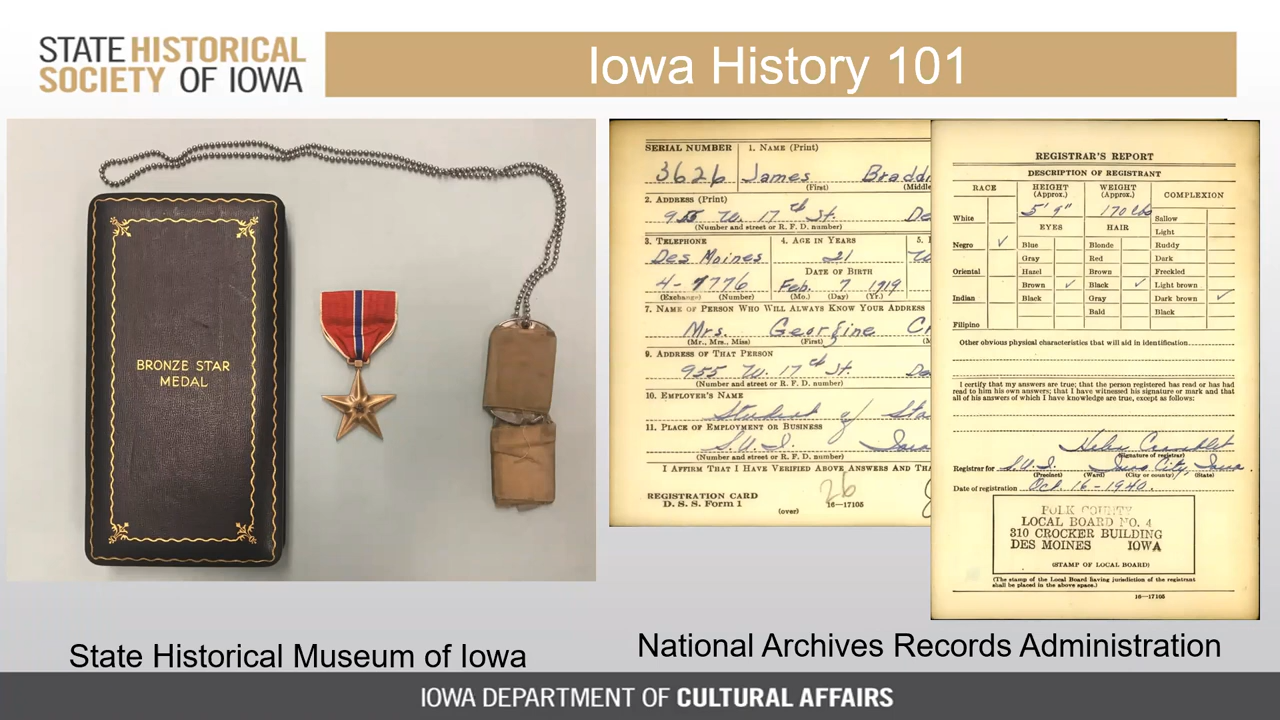 STATE HISTORICAL
SOCIETY OF IOWA
Iowa History 101
BRONZE STAR
MEDAL
SERIAL NUMBER
1. NAME (Print)
3626 James Braddi
(First) (Middle
2. ADDRESS (Print)
955 W. 17th St. De
(Number and street or R. F. D. number)
3. TELEPHONE
4. AGE IN YEARS
5.
Des Moines
21
DATE OF BIRTH
4-7776
Feb. 7 1919
(Exchange) (Number)
(Mo.) (Day) (Yr.)
7. NAME OF PERSON WHO WILL ALWAYS KNOW YOUR ADDRESS
Mrs. Georgine
(Mr., Mrs., Miss) (First)
9. ADDRESS OF THAT PERSON
955 W. 17th St. De
(Number and street or R. F. D. number)
10. EMPLOYER'S NAME
Student of
11. PLACE OF EMPLOYMENT OR BUSINESS
S.U.I.
(Number and street or R. F. D. number)
I AFFIRM THAT I HAVE VERIFIED ABOVE ANSWERS AND THA
REGISTRATION CARD
D. S. S. Form 1
(over)
26
16—17105
REGISTRAR'S REPORT
DESCRIPTION OF REGISTRANT
RACE
HEIGHT
(Approx.)
WEIGHT
(Approx.)
COMPLEXION
5' 9"
170 lbs
White
Negro ✓
Oriental
Indian
Filipino
EYES
Blue
Gray
Hazel
Brown ✓
Black
HAIR
Blonde
Red
Brown
Black ✓
Gray
Bald
Sallow
Light
Ruddy
Dark
Freckled
Light brown
Dark brown ✓
Black
Other obvious physical characteristics that will aid in identification
I certify that my answers are true; that the person registered has read or has had
read to him his own answers; that I have witnessed his signature or mark and that
all of his answers of which I have knowledge are true, except as follows:
Helen
(Signature of registrar)
Registrar for S.U.I. Iowa City, Iowa
(Precinct) (Ward) (City or county) (State)
Date of registration Oct. 16-1940.
POLK COUNTY
LOCAL BOARD NO. 4
310 CROCKER BUILDING
DES MOINES IOWA
(STAMP OF LOCAL BOARD)
(The stamp of the Local Board having jurisdiction of the registrant
shall be placed in the above space.)
16—17105
State Historical Museum of Iowa
National Archives Records Administration
IOWA DEPARTMENT OF CULTURAL AFFAIRS